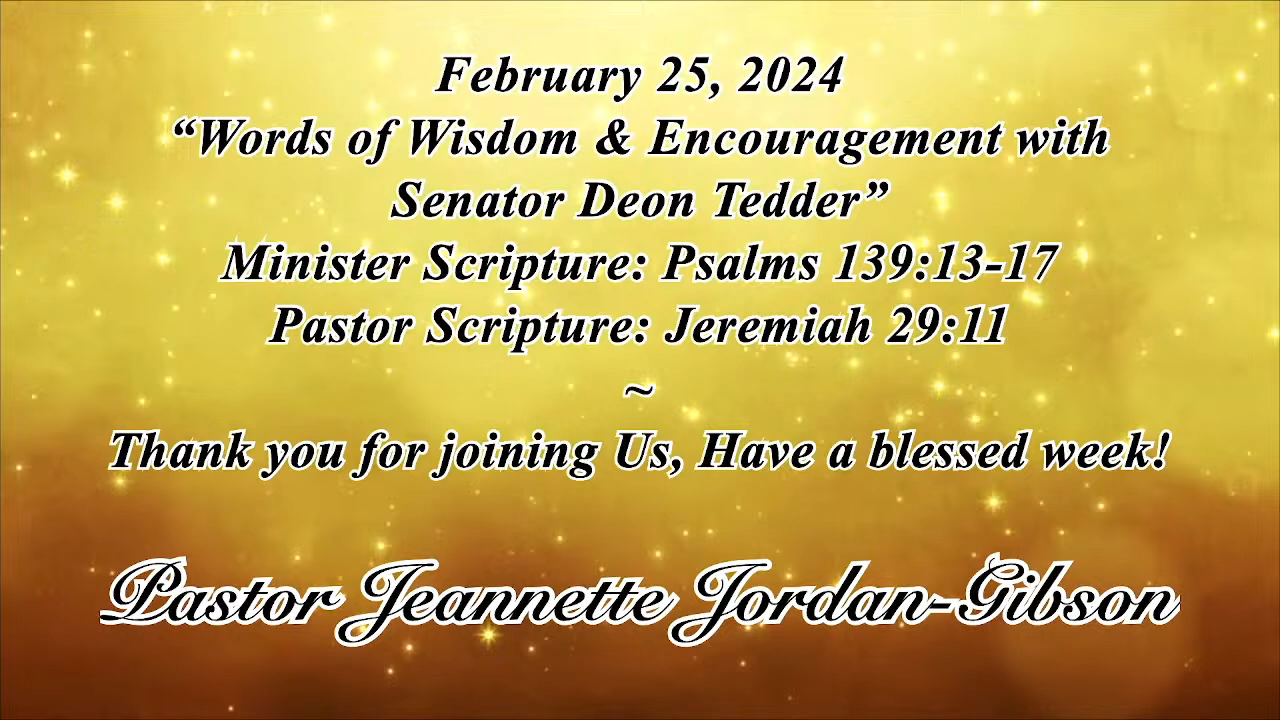 February 25, 2024
“Words of Wisdom & Encouragement with
Senator Deon Tedder”
Minister Scripture: Psalms 139:13-17
Pastor Scripture: Jeremiah 29:11
~
Thank you for joining Us, Have a blessed week!
Pastor Jeannette Jordan-Gibson